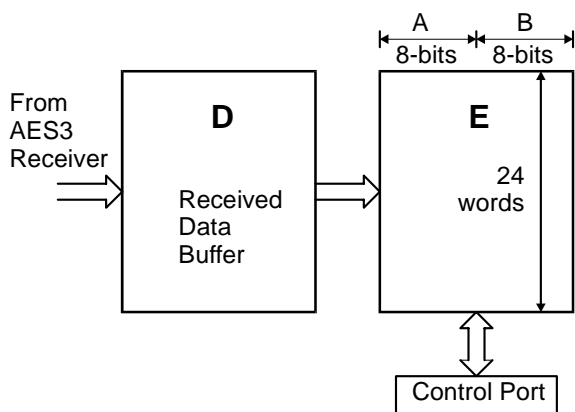 A B
8-bits 8-bits
From
AES3
Receiver
D
Received
Data
Buffer
E
24
words
Control Port